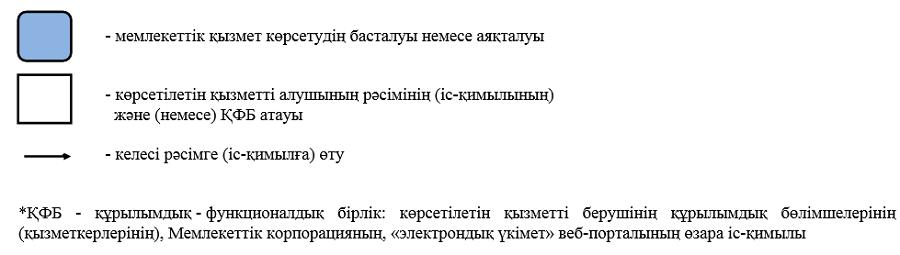 - мемлекеттік қызмет көрсетудің басталуы немесе аяқталуы
- көрсетілетін қызметті алушының рәсімінің (іс-қимылының)
және (немесе) ҚФБ атауы
- келесі рәсімге (іс-қимылға) өту
*ҚФБ - құрылымдық - функционалдық бірлік: көрсетілетін қызметті берушінің құрылымдық бөлімшелерінің
(қызметкерлерінің), Мемлекеттік корпорацияның, «электрондық үкімет» веб-порталының өзара іс-қимылы